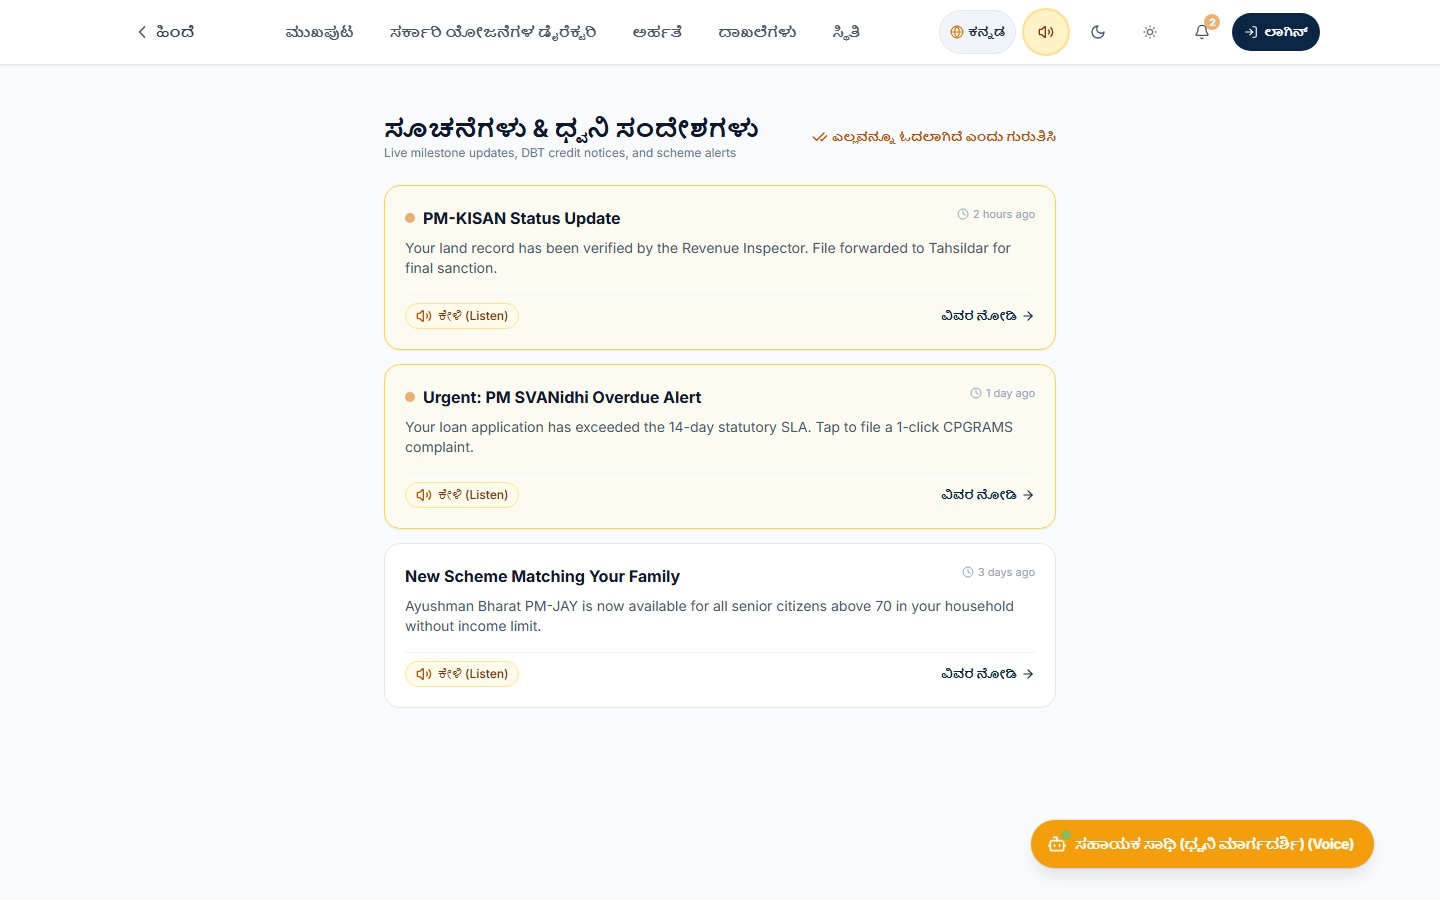 ಹಿಂದೆ
ಮುಖಪುಟ
ಸರ್ಕಾರಿ ಯೋಜನೆಗಳ ಡೈರೆಕ್ಟರಿ
ಅರ್ಹತೆ
ದಾಖಲೆಗಳು
ಸ್ಥಿತಿ
ಕನ್ನಡ
2
ಲಾಗಿನ್
ಸೂಚನೆಗಳು & ಧ್ವನಿ ಸಂದೇಶಗಳು
Live milestone updates, DBT credit notices, and scheme alerts
ಎಲ್ಲವನ್ನೂ ಓದಲಾಗಿದೆ ಎಂದು ಗುರುತಿಸಿ
PM-KISAN Status Update
2 hours ago
Your land record has been verified by the Revenue Inspector. File forwarded to Tahsildar for
final sanction.
ಕೇಳಿ (Listen)
ವಿವರ ನೋಡಿ
Urgent: PM SVANidhi Overdue Alert
1 day ago
Your loan application has exceeded the 14-day statutory SLA. Tap to file a 1-click CPGRAMS
complaint.
ಕೇಳಿ (Listen)
ವಿವರ ನೋಡಿ
New Scheme Matching Your Family
3 days ago
Ayushman Bharat PM-JAY is now available for all senior citizens above 70 in your household
without income limit.
ಕೇಳಿ (Listen)
ವಿವರ ನೋಡಿ
ಸಹಾಯಕ ಸಾಥಿ (ಧ್ವನಿ ಮಾರ್ಗದರ್ಶಿ) (Voice)